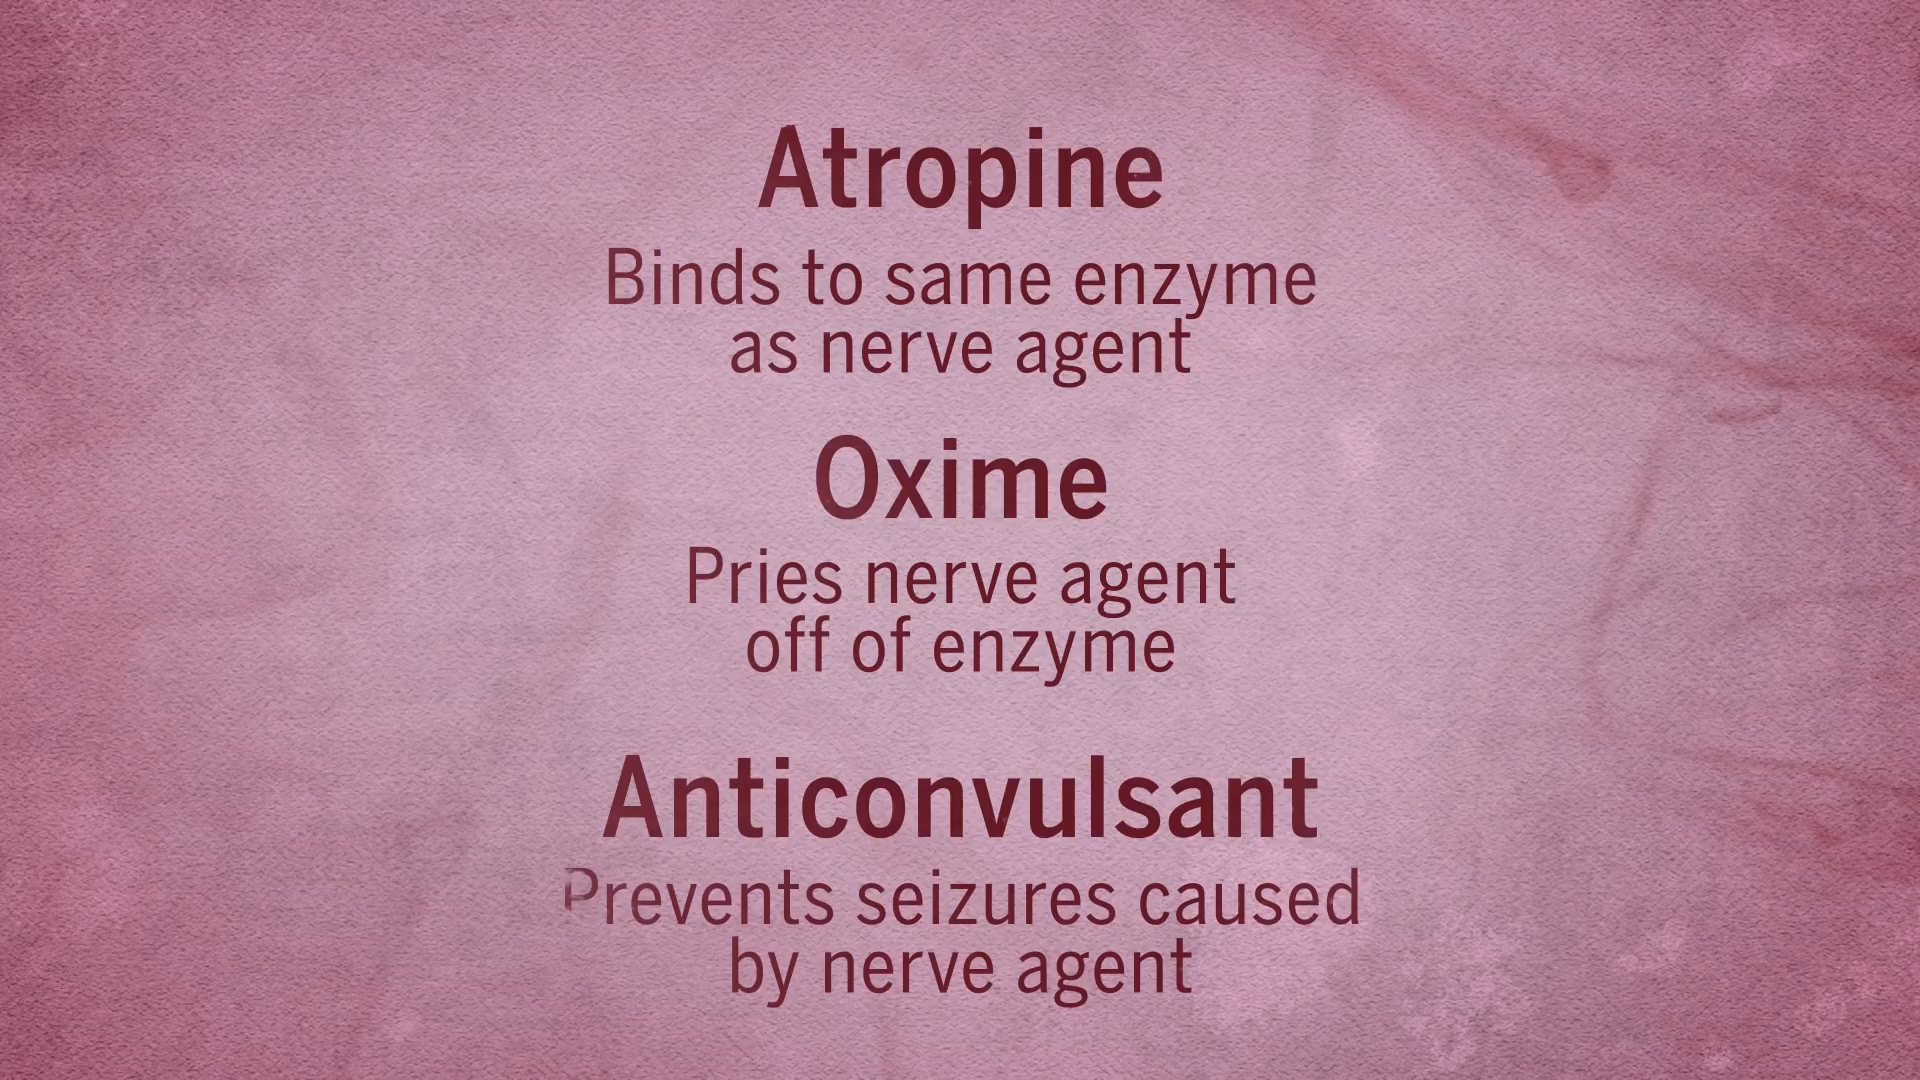 Atropine
Binds to same enzyme
as nerve agent
Oxime
Pries nerve agent
off of enzyme
Anticonvulsant
Prevents seizures caused
by nerve agent